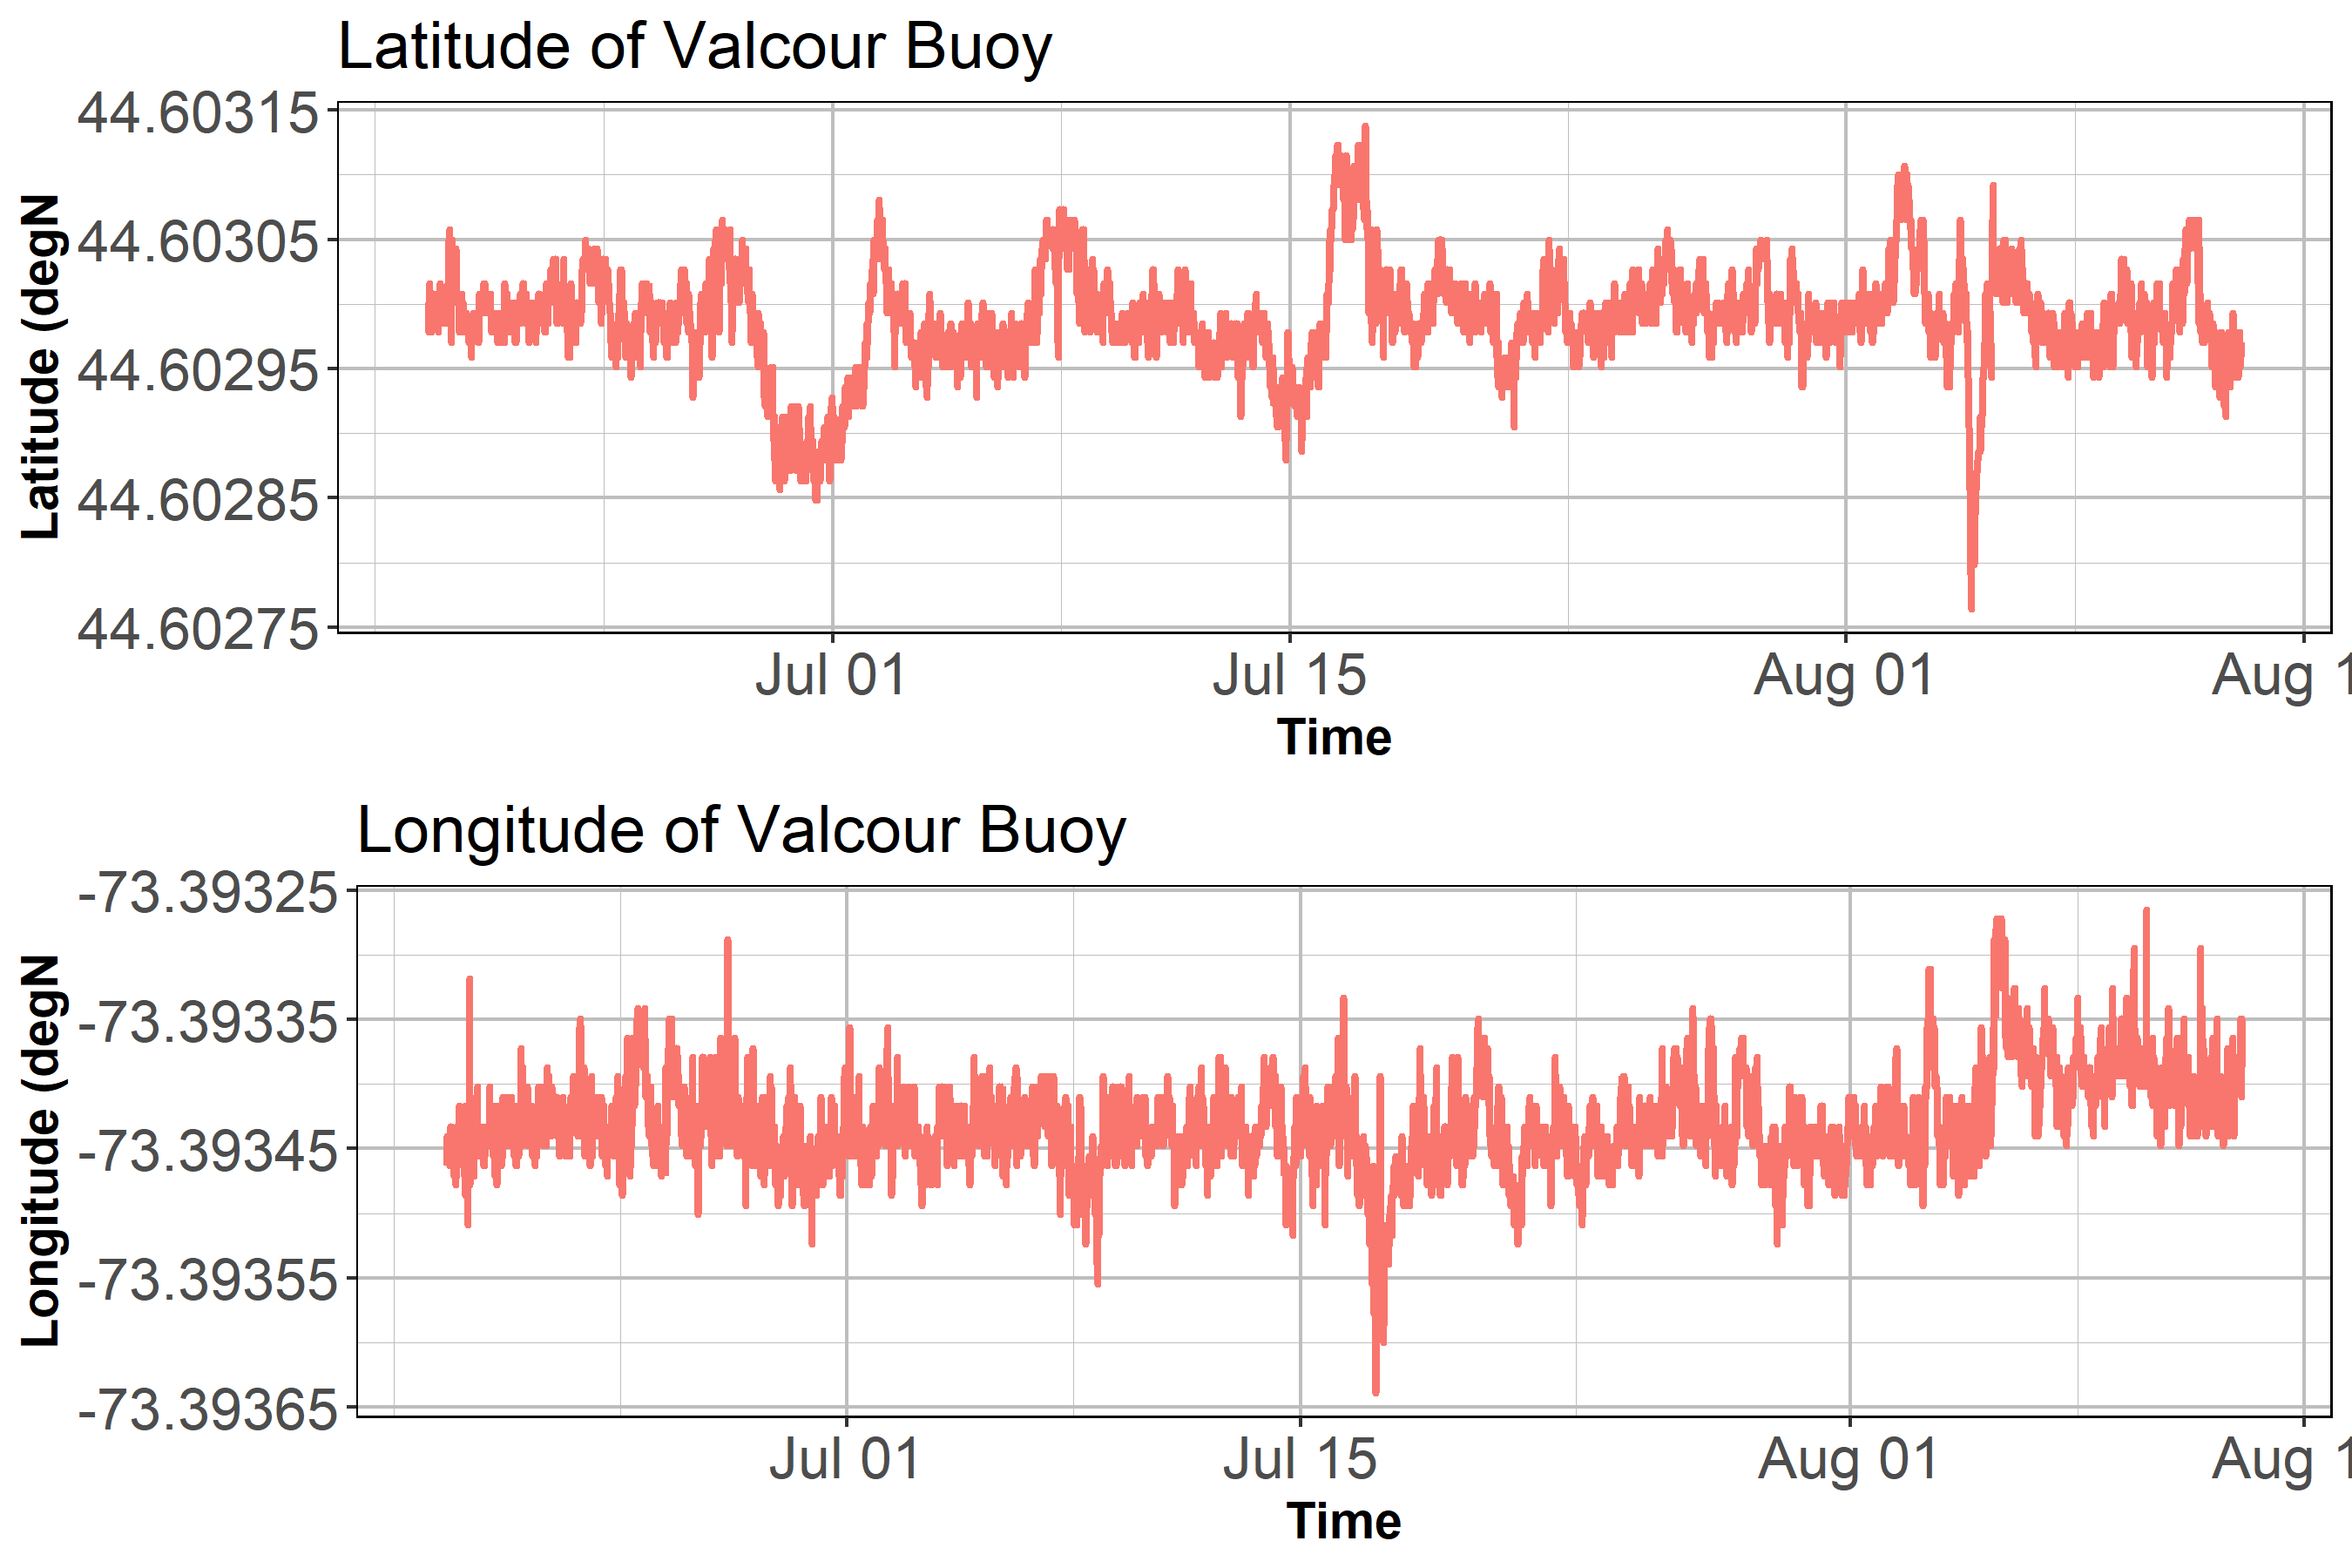 Latitude of Valcour Buoy
44.60315
44.60305
44.60295
44.60285
44.60275
Latitude (degN
Jul 01
Jul 15
Aug 01
Aug 1
Time
Longitude of Valcour Buoy
-73.39325
-73.39335
-73.39345
-73.39355
-73.39365
Longitude (degN
Jul 01
Jul 15
Aug 01
Aug 1
Time